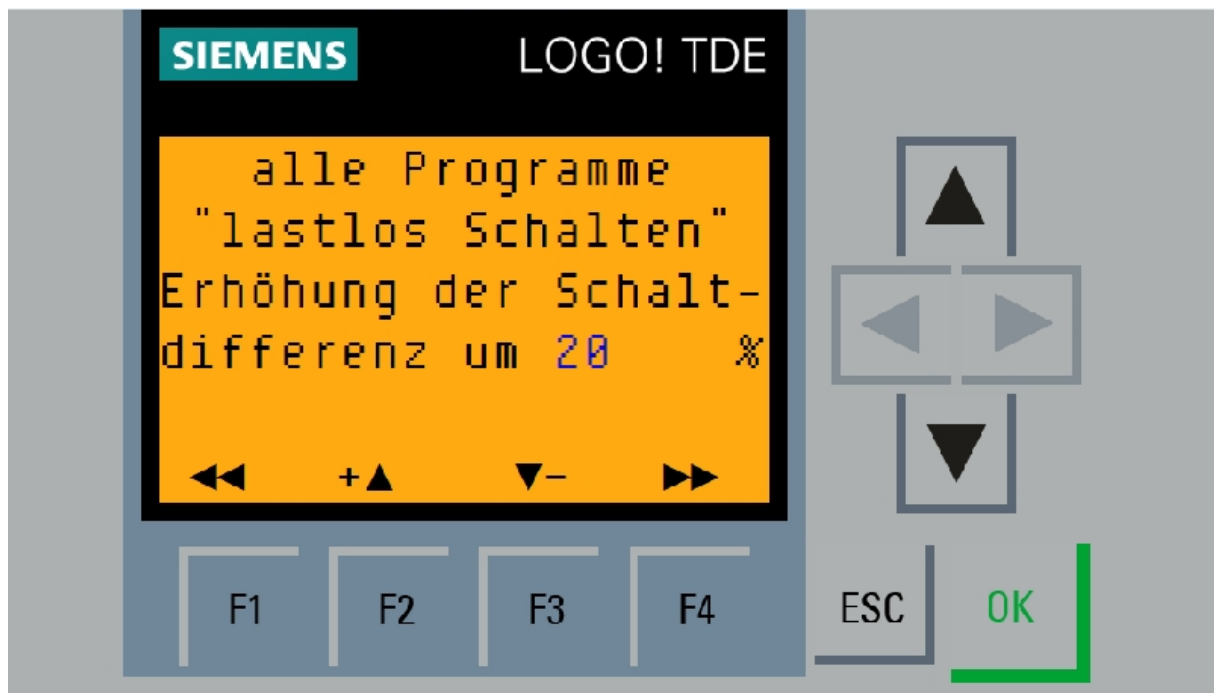 SIEMENS LOGO! TDE
alle Programme
"lastlos Schalten"
Erhöhung der Schalt-
differenz um 20 %
+▲ ▼-
F1 F2 F3 F4 ESC OK